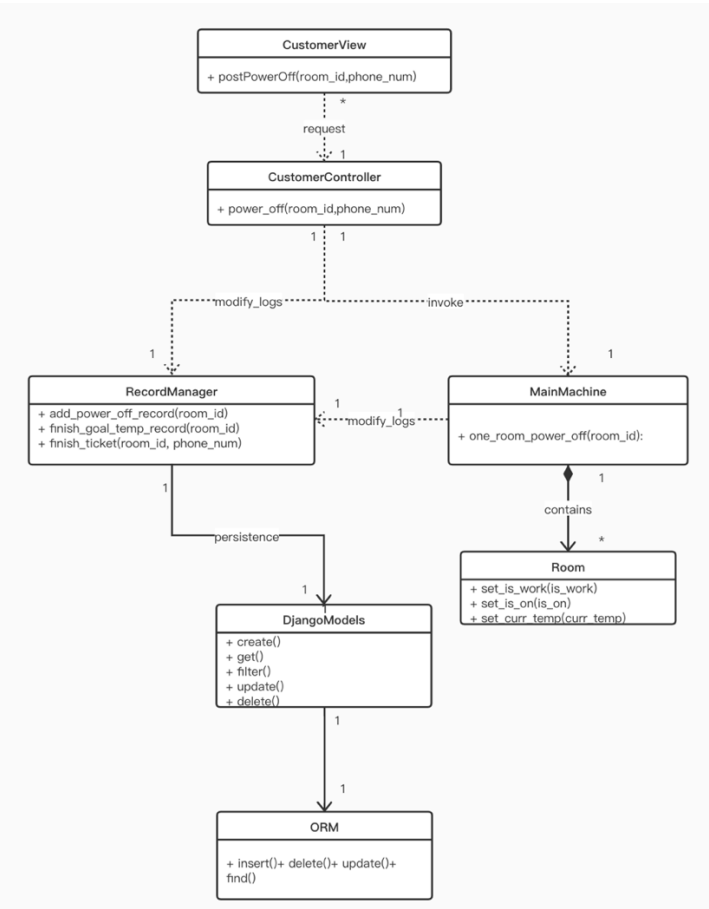 CustomerView
+ postPowerOff(room_id,phone_num)
*
request
1
CustomerController
+ power_off(room_id,phone_num)
1 1
modify_logs invoke
1 1
RecordManager
+ add_power_off_record(room_id)
+ finish_goal_temp_record(room_id)
+ finish_ticket(room_id, phone_num)
MainMachine
+ one_room_power_off(room_id):
1 1
modify_logs
1
contains
*
Room
+ set_is_work(is_work)
+ set_is_on(is_on)
+ set_curr_temp(curr_temp)
1
persistence
1
DjangoModels
+ create()
+ get()
+ filter()
+ update()
+ delete()
1
1
ORM
+ insert()+ delete()+ update()+
find()